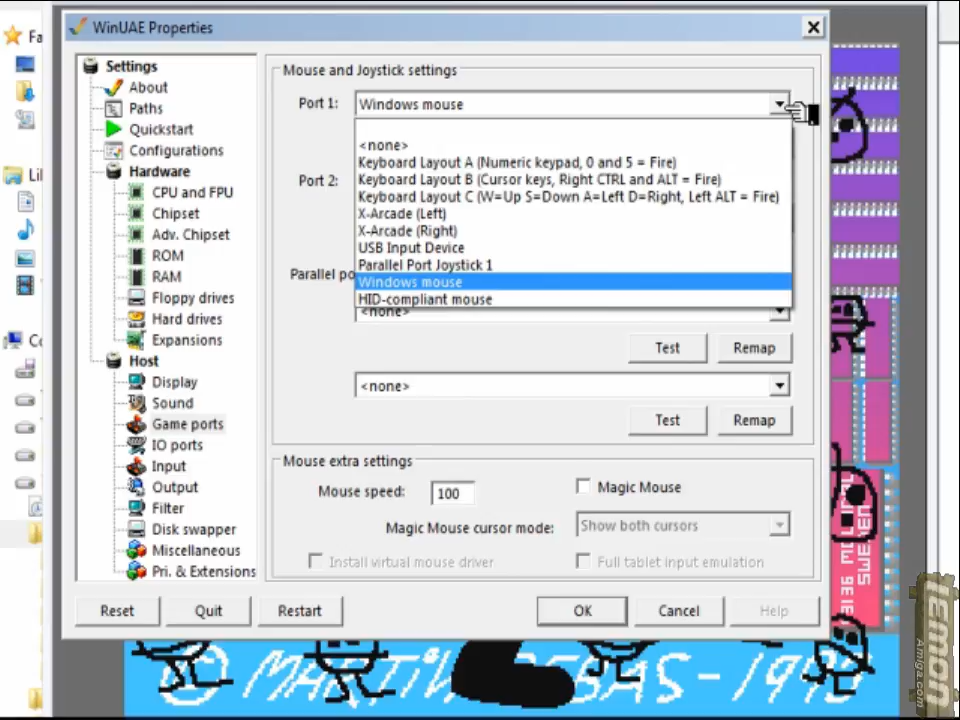 WinUAE Properties
Settings
About
Paths
Quickstart
Configurations
Hardware
CPU and FPU
Chipset
Adv. Chipset
ROM
RAM
Floppy drives
Hard drives
Expansions
Host
Display
Sound
Game ports
IO ports
Input
Output
Filter
Disk swapper
Miscellaneous
Pri. & Extensions
Mouse and Joystick settings
Port 1:
Windows mouse
<none>
Keyboard Layout A (Numeric keypad, 0 and 5 = Fire)
Keyboard Layout B (Cursor keys, Right CTRL and ALT = Fire)
Keyboard Layout C (W=Up S=Down A=Left D=Right, Left ALT = Fire)
X-Arcade (Left)
X-Arcade (Right)
USB Input Device
Parallel Port Joystick 1
Windows mouse
HID-compliant mouse
Port 2:
Parallel po
<none>
Test
Remap
<none>
Test
Remap
Mouse extra settings
Mouse speed:
100
Magic Mouse
Magic Mouse cursor mode:
Show both cursors
Install virtual mouse driver
Full tablet input emulation
Reset
Quit
Restart
OK
Cancel
Help
Fa
Li
Co
SWEDEN
LEMON
Amiga.com